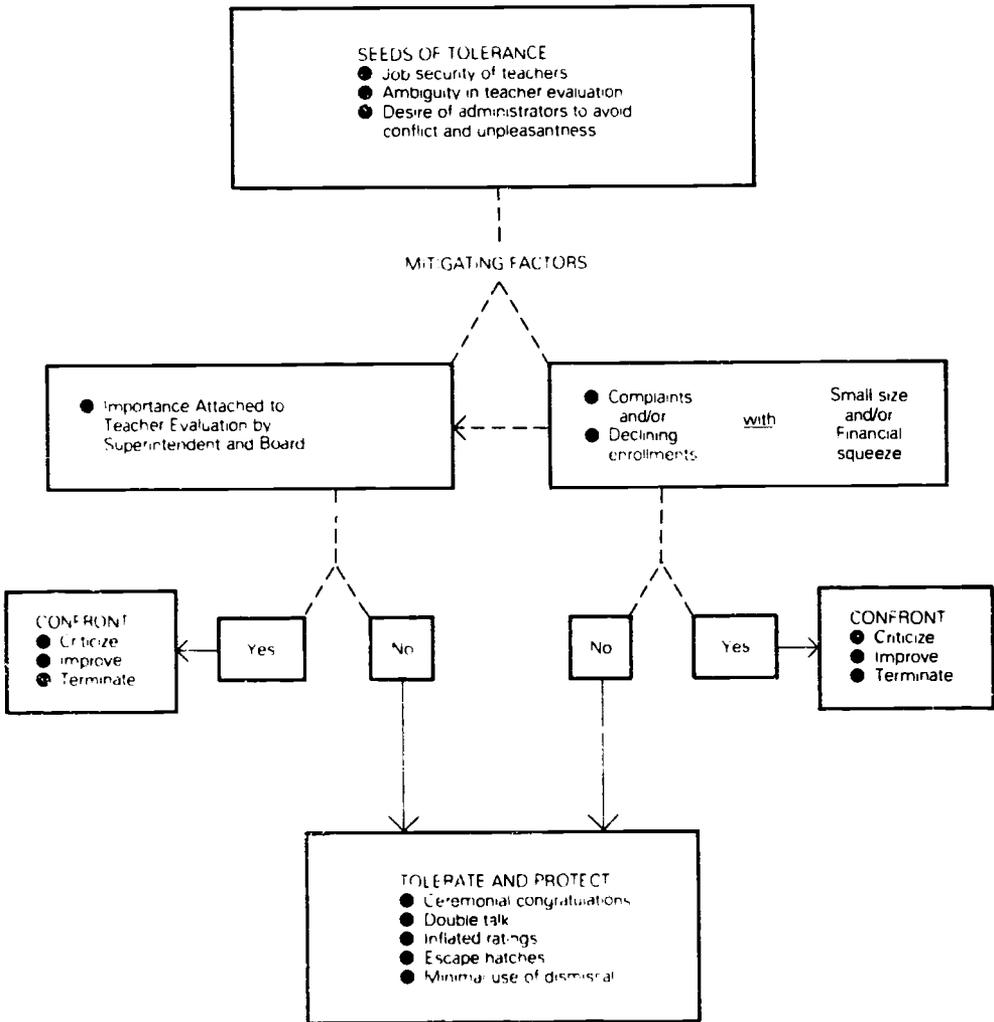 SEEDS OF TOLERANCE
● Job security of teachers
● Ambiguity in teacher evaluation
● Desire of administrators to avoid
conflict and unpleasantness
MITIGATING FACTORS
● Importance Attached to
Teacher Evaluation by
Superintendent and Board
● Complaints
and/or
● Declining
enrollments
with
Small size
and/or
Financial
squeeze
CONFRONT
● Criticize
● Improve
● Terminate
Yes
No
No
Yes
CONFRONT
● Criticize
● Improve
● Terminate
TOLERATE AND PROTECT
● Ceremonial congratulations
● Double talk
● Inflated ratings
● Escape hatches
● Minimal use of dismissal